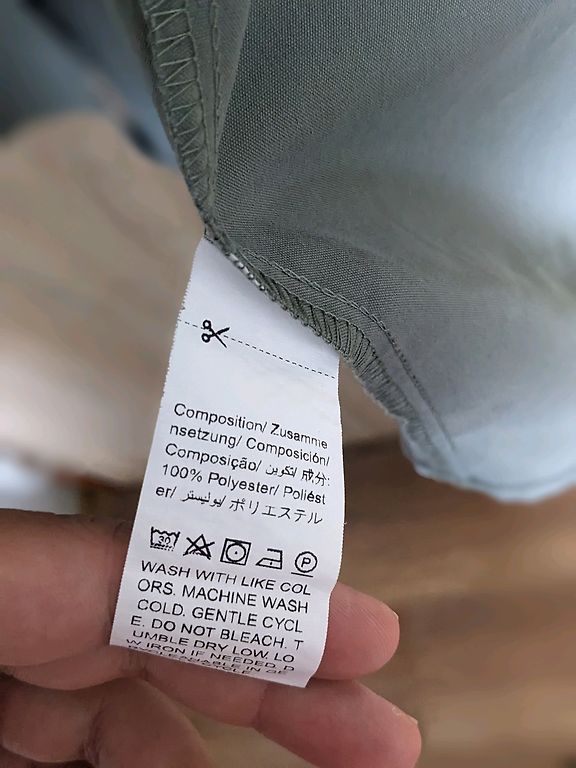 Composition/ Zusamme
nsetzung/ Composición/
Composição/ تكوين/ 成分:
100% Polyester/ Poliést
er/ بوليستر/ ポリエステル
30 P
WASH WITH LIKE COL
ORS. MACHINE WASH
COLD. GENTLE CYCL
E. DO NOT BLEACH. T
UMBLE DRY LOW. LO
W IRON IF NEEDED. D